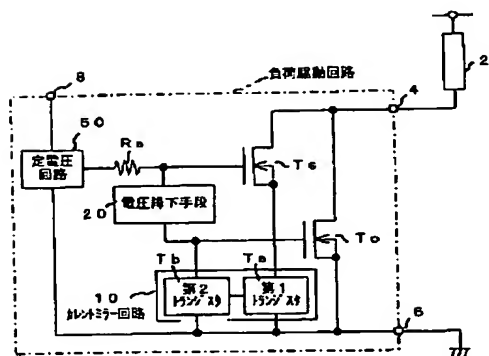 8
負荷駆動回路
2
4
50
定電圧
回路
Ra
Ts
20
電圧降下手段
To
Tb
Ta
10
第2
トランジスタ
第1
トランジスタ
カレントミラー回路
6